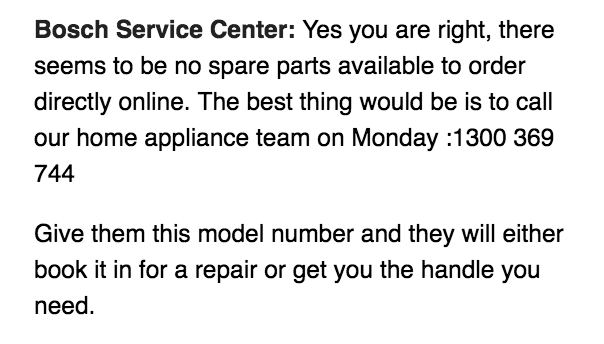 Bosch Service Center: Yes you are right, there
seems to be no spare parts available to order
directly online. The best thing would be is to call
our home appliance team on Monday :1300 369
744
Give them this model number and they will either
book it in for a repair or get you the handle you
need.